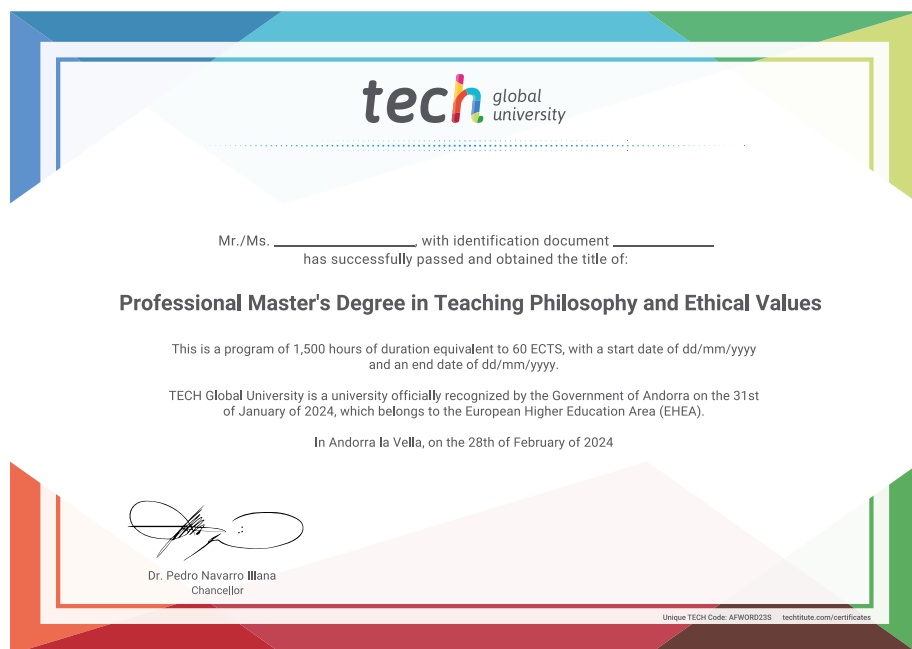 tech global university
Mr./Ms. ____________, with identification document ____________
has successfully passed and obtained the title of:
Professional Master's Degree in Teaching Philosophy and Ethical Values
This is a program of 1,500 hours of duration equivalent to 60 ECTS, with a start date of dd/mm/yyyy
and an end date of dd/mm/yyyy.
TECH Global University is a university officially recognized by the Government of Andorra on the 31st
of January of 2024, which belongs to the European Higher Education Area (EHEA).
In Andorra la Vella, on the 28th of February of 2024
Dr. Pedro Navarro Illana
Chancellor
Unique TECH Code: AFWORD23S techtitute.com/certificates